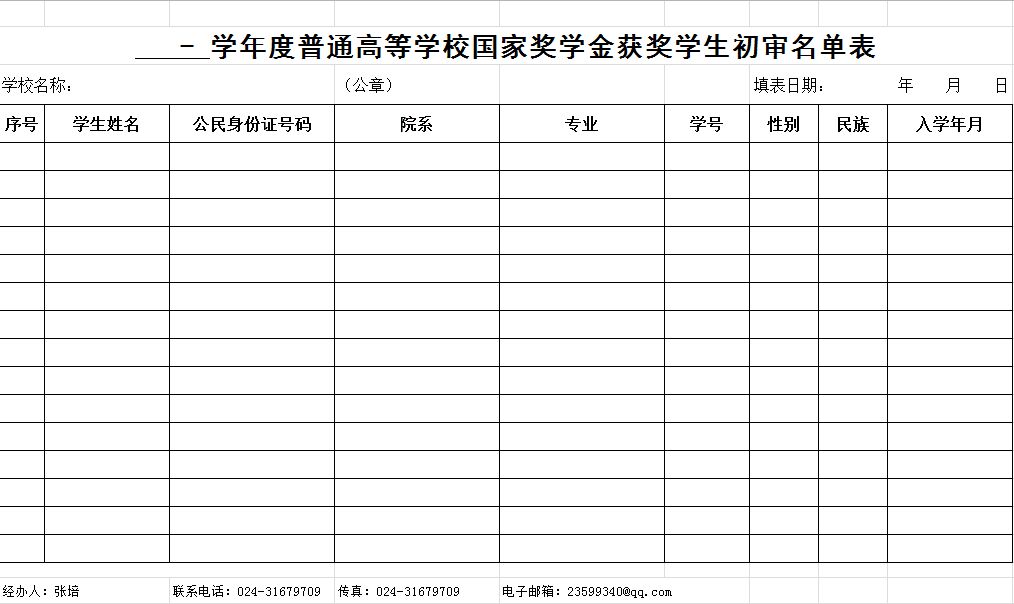 ____-__学年度普通高等学校国家奖学金获奖学生初审名单表
学校名称: （公章） 填表日期: 年 月 日
序号 学生姓名 公民身份证号码 院系 专业 学号 性别 民族 入学年月
经办人: 张培 联系电话: 024-31679709 传真: 024-31679709 电子邮箱: 23599340@qq.com